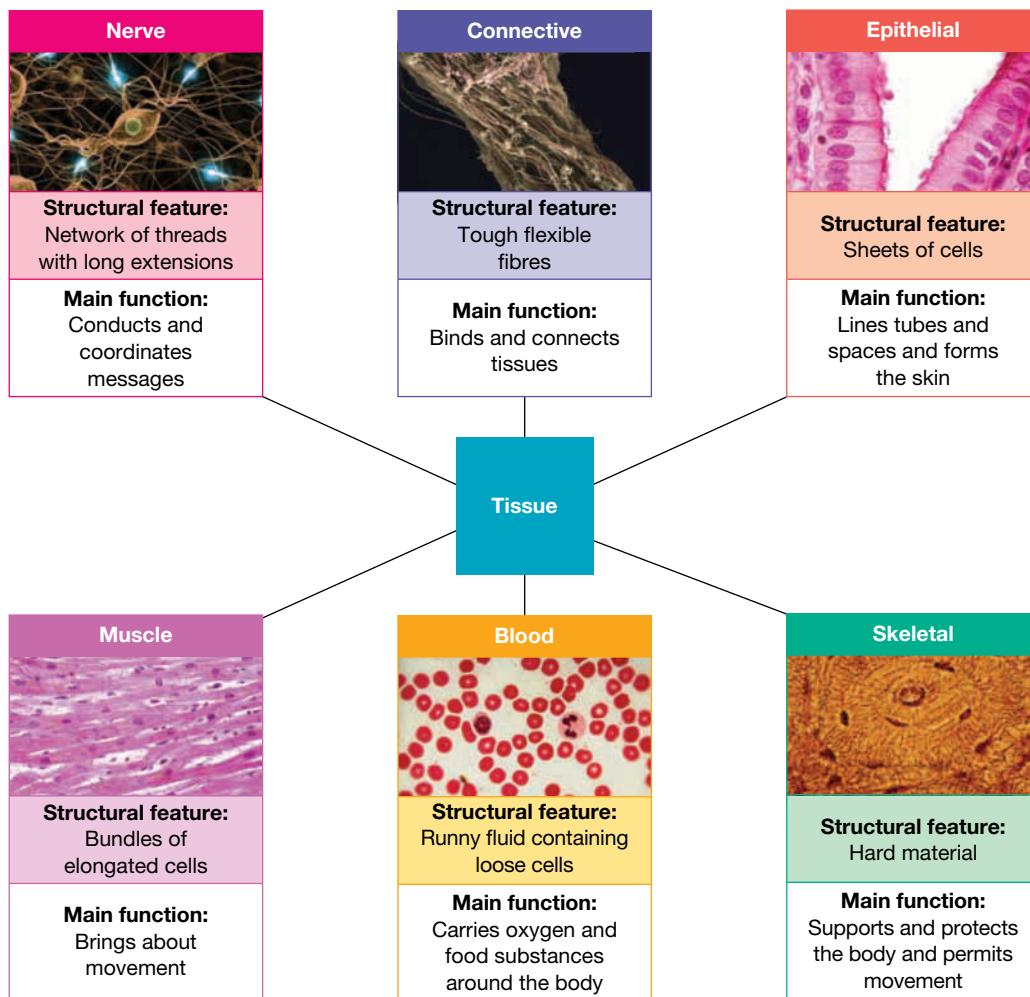 Nerve
Structural feature:
Network of threads
with long extensions
Main function:
Conducts and
coordinates
messages
Connective
Structural feature:
Tough flexible
fibres
Main function:
Binds and connects
tissues
Epithelial
Structural feature:
Sheets of cells
Main function:
Lines tubes and
spaces and forms
the skin
Tissue
Muscle
Structural feature:
Bundles of
elongated cells
Main function:
Brings about
movement
Blood
Structural feature:
Runny fluid containing
loose cells
Main function:
Carries oxygen and
food substances
around the body
Skeletal
Structural feature:
Hard material
Main function:
Supports and protects
the body and permits
movement